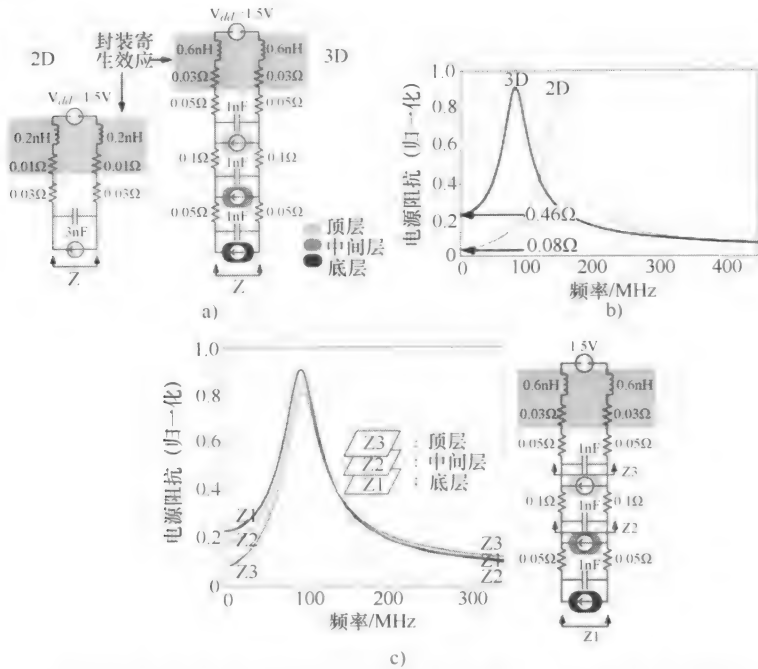 2D
封装寄
生效应
3D
V_dd=1.5V
0.6nH 0.6nH
0.03Ω 0.03Ω
0.05Ω 0.05Ω
1nF
0.1Ω 0.1Ω
1nF
0.05Ω 0.05Ω
1nF
Z
V_dd 1.5V
0.2nH 0.2nH
0.01Ω 0.01Ω
0.03Ω 0.03Ω
3nF
Z
顶层
中间层
底层
a)
电源阻抗（归一化）
1.0
0.8
0.6
0.4
0.2
0
3D 2D
0.46Ω
0.08Ω
0 100 200 300 400
频率/MHz
b)
电源阻抗（归一化）
1.0
0.8
0.6
0.4
0.2
0
Z1
Z2
Z3
Z3 : 顶层
Z2 : 中间层
Z1 : 底层
Z3
Z1
Z2
0 100 200 300
频率/MHz
1.5V
0.6nH 0.6nH
0.03Ω 0.03Ω
0.05Ω 0.05Ω
1nF
Z3
0.1Ω 0.1Ω
1nF
Z2
0.05Ω 0.05Ω
1nF
Z1
c)